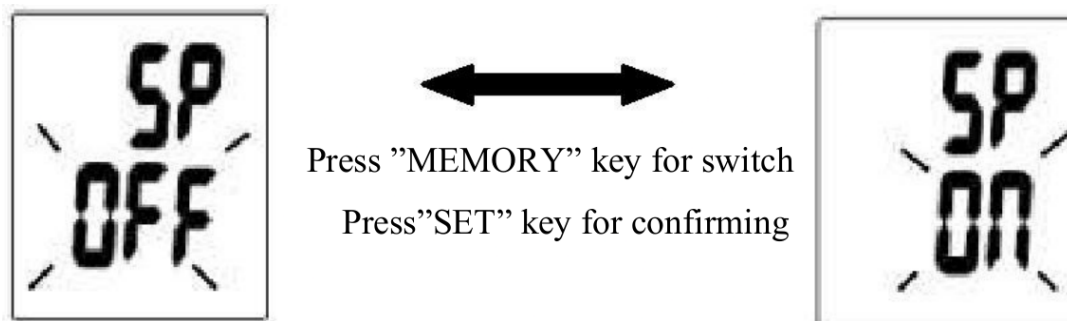 SP
OFF
Press ”MEMORY” key for switch
Press”SET” key for confirming
SP
ON